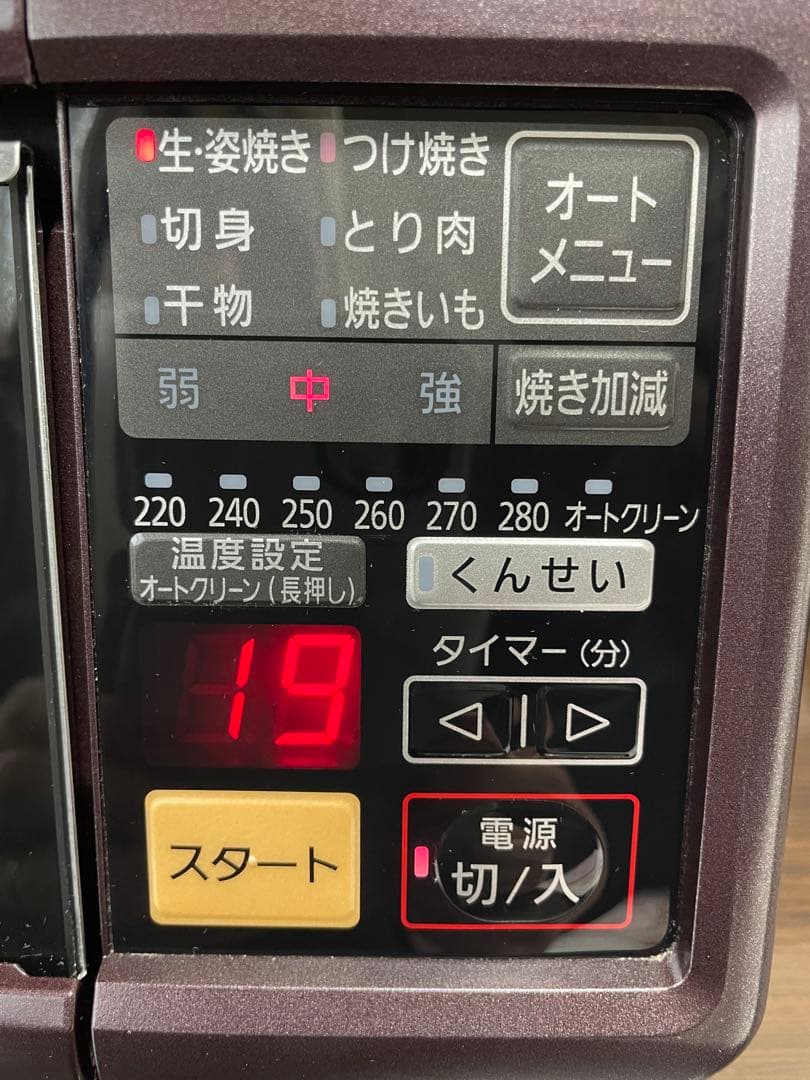 生・姿焼き つけ焼き
切身 とり肉
干物 焼きいも
オート
メニュー
弱 中 強
焼き加減
220 240 250 260 270 280 オートクリーン
温度設定
オートクリーン(長押し)
くんせい
19
タイマー(分)
スタート
電源
切/入